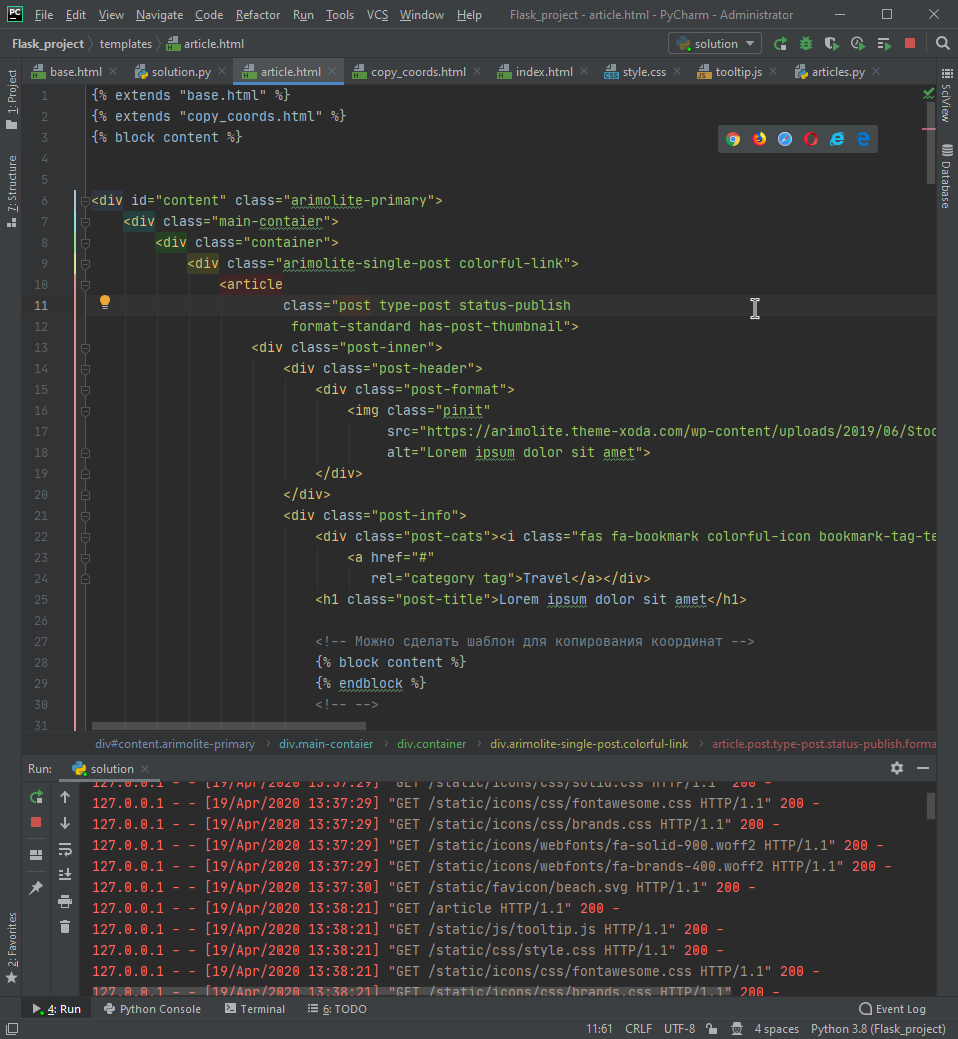 File Edit View Navigate Code Refactor Run Tools VCS Window Help Flask_project - article.html - PyCharm - Administrator
Flask_project templates article.html solution
base.html solution.py article.html copy_coords.html index.html style.css tooltip.js articles.py
1: Project
7: Structure
2: Favorites
SciView
Database
1 {% extends "base.html" %}
2 {% extends "copy_coords.html" %}
3 {% block content %}
4
5
6 <div id="content" class="arimolite-primary">
7 <div class="main-contaier">
8 <div class="container">
9 <div class="arimolite-single-post colorful-link">
10 <article
11 class="post type-post status-publish
12 format-standard has-post-thumbnail">
13 <div class="post-inner">
14 <div class="post-header">
15 <div class="post-format">
16 <img class="pinit"
17 src="https://arimolite.theme-xoda.com/wp-content/uploads/2019/06/Stoc
18 alt="Lorem ipsum dolor sit amet">
19 </div>
20 </div>
21 <div class="post-info">
22 <div class="post-cats"><i class="fas fa-bookmark colorful-icon bookmark-tag-te
23 <a href="#"
24 rel="category tag">Travel</a></div>
25 <h1 class="post-title">Lorem ipsum dolor sit amet</h1>
26
27 <!-- Можно сделать шаблон для копирования координат -->
28 {% block content %}
29 {% endblock %}
30 <!-- -->
31
div#content.arimolite-primary div.main-contaier div.container div.arimolite-single-post.colorful-link article.post.type-post.status-publish.forma
Run: solution
127.0.0.1 - - [19/Apr/2020 13:37:29] "GET /static/icons/css/solid.css HTTP/1.1" 200 -
127.0.0.1 - - [19/Apr/2020 13:37:29] "GET /static/icons/css/fontawesome.css HTTP/1.1" 200 -
127.0.0.1 - - [19/Apr/2020 13:37:29] "GET /static/icons/css/brands.css HTTP/1.1" 200 -
127.0.0.1 - - [19/Apr/2020 13:37:29] "GET /static/icons/webfonts/fa-solid-900.woff2 HTTP/1.1" 200 -
127.0.0.1 - - [19/Apr/2020 13:37:29] "GET /static/icons/webfonts/fa-brands-400.woff2 HTTP/1.1" 200 -
127.0.0.1 - - [19/Apr/2020 13:37:30] "GET /static/favicon/beach.svg HTTP/1.1" 200 -
127.0.0.1 - - [19/Apr/2020 13:38:21] "GET /article HTTP/1.1" 200 -
127.0.0.1 - - [19/Apr/2020 13:38:21] "GET /static/js/tooltip.js HTTP/1.1" 200 -
127.0.0.1 - - [19/Apr/2020 13:38:21] "GET /static/css/style.css HTTP/1.1" 200 -
127.0.0.1 - - [19/Apr/2020 13:38:21] "GET /static/icons/css/fontawesome.css HTTP/1.1" 200 -
127.0.0.1 - - [19/Apr/2020 13:38:21] "GET /static/icons/css/brands.css HTTP/1.1" 200 -
4: Run Python Console Terminal 6: TODO Event Log
11:61 CRLF UTF-8 4 spaces Python 3.8 (Flask_project)